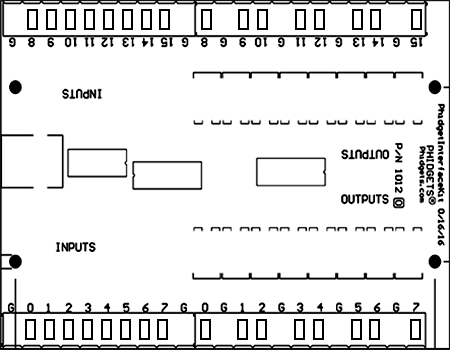 G 8 9 10 11 12 13 14 15 G 8 G 9 10 G 11 12 G 13 14 G 15
INPUTS
OUTPUTS
OUTPUTS
P/N 1012
PHIDGETS®
Phidgets.com
PhidgetInterfaceKit 0/16/16
INPUTS
G 0 1 2 3 4 5 6 7 G 0 G 1 2 G 3 4 G 5 6 G 7